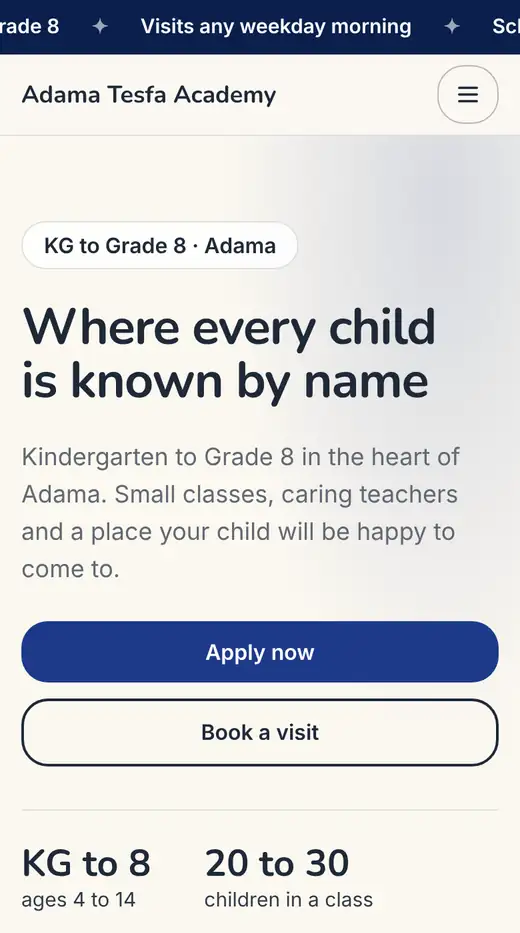 rade 8 ✦ Visits any weekday morning ✦ Sch
Adama Tesfa Academy
KG to Grade 8 · Adama
Where every child
is known by name
Kindergarten to Grade 8 in the heart of
Adama. Small classes, caring teachers
and a place your child will be happy to
come to.
Apply now
Book a visit
KG to 8
ages 4 to 14
20 to 30
children in a class